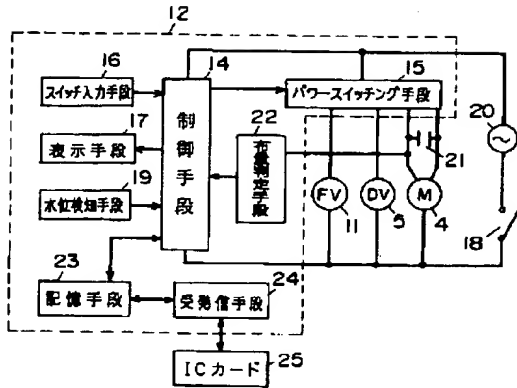 12
16
14
15
スイッチ入力手段
制御手段
パワースイッチング手段
17
22
20
表示手段
布量判定手段
21
19
水位検知手段
FV
DV
M
11
5
4
18
23
24
記憶手段
受発信手段
ICカード
25